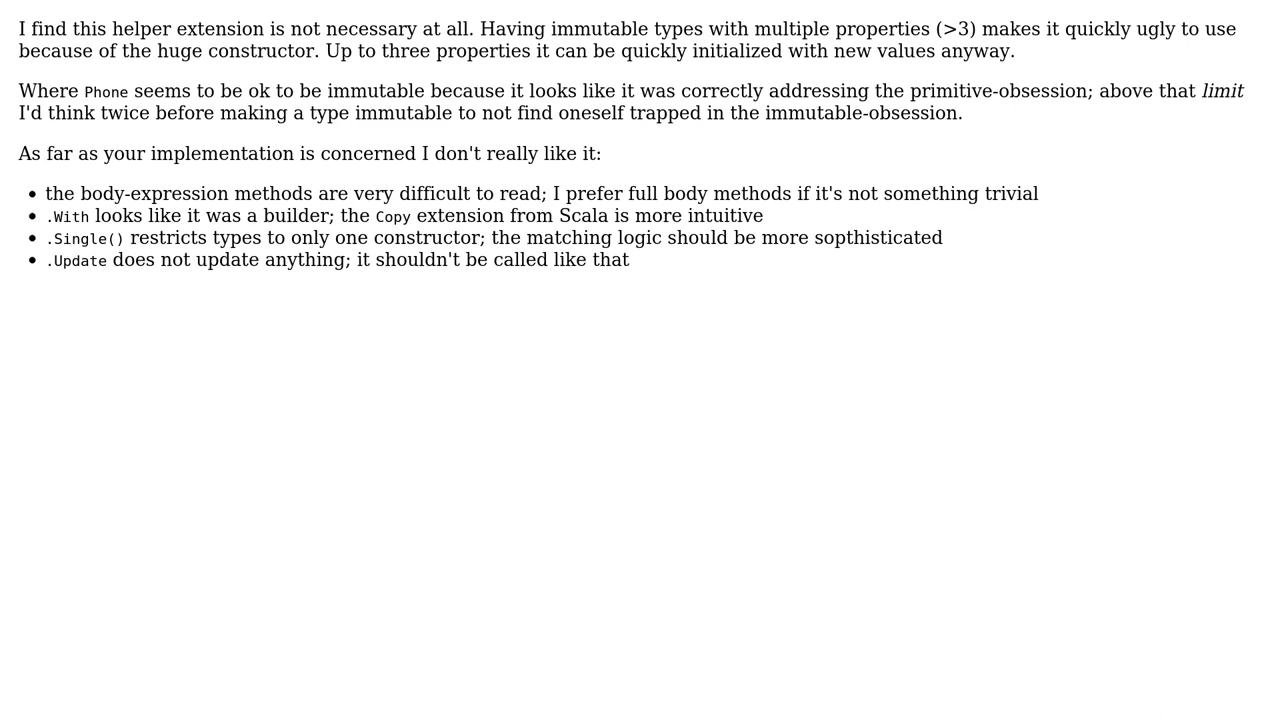 I find this helper extension is not necessary at all. Having immutable types with multiple properties (>3) makes it quickly ugly to use
because of the huge constructor. Up to three properties it can be quickly initialized with new values anyway.
Where Phone seems to be ok to be immutable because it looks like it was correctly addressing the primitive-obsession; above that limit
I'd think twice before making a type immutable to not find oneself trapped in the immutable-obsession.
As far as your implementation is concerned I don't really like it:
• the body-expression methods are very difficult to read; I prefer full body methods if it's not something trivial
• .With looks like it was a builder; the Copy extension from Scala is more intuitive
• .Single() restricts types to only one constructor; the matching logic should be more sopthisticated
• .Update does not update anything; it shouldn't be called like that